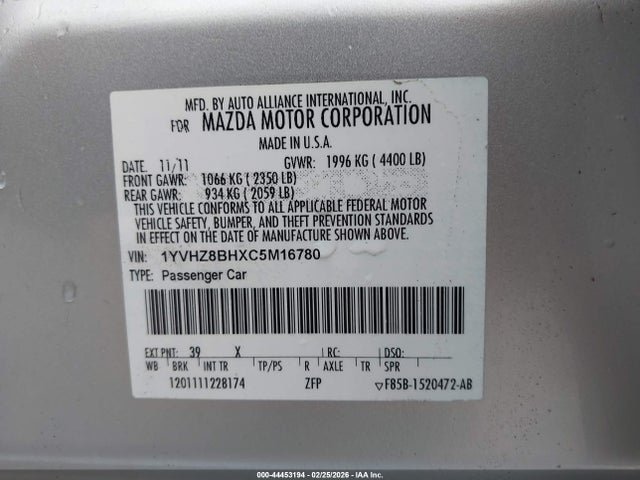 MFD. BY AUTO ALLIANCE INTERNATIONAL, INC.
FOR MAZDA MOTOR CORPORATION
MADE IN U.S.A.
DATE: 11/11 GVWR: 1996 KG ( 4400 LB)
FRONT GAWR: 1066 KG ( 2350 LB)
REAR GAWR: 934 KG ( 2059 LB)
THIS VEHICLE CONFORMS TO ALL APPLICABLE FEDERAL MOTOR
VEHICLE SAFETY, BUMPER, AND THEFT PREVENTION STANDARDS
IN EFFECT ON THE DATE OF MANUFACTURE SHOWN ABOVE.
VIN: 1YVHZ8BHXC5M16780
TYPE: Passenger Car
EXT PNT: 39 X RC: DSO:
WB BRK INT TR TP/PS R AXLE TR SPR
1201111228174 ZFP ▽F85B-1520472-AB
000-44453194 - 02/25/2026 - IAA Inc.